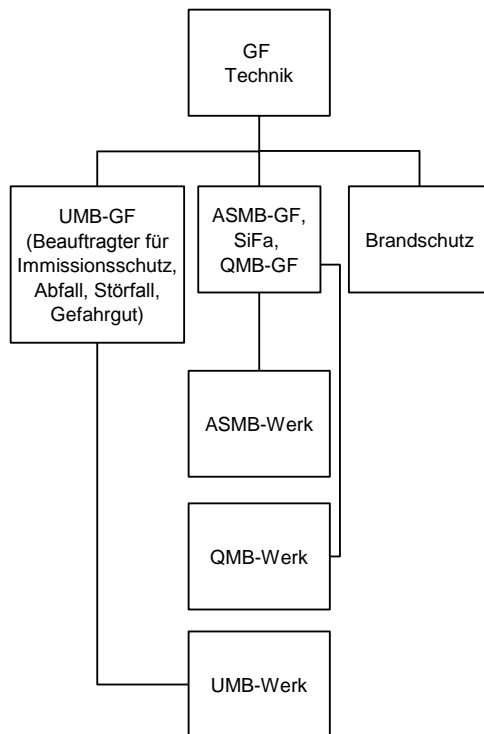 GF
Technik
UMB-GF
(Beauftragter für
Immissionsschutz,
Abfall, Störfall,
Gefahrgut)
ASMB-GF,
SiFa,
QMB-GF
Brandschutz
ASMB-Werk
QMB-Werk
UMB-Werk